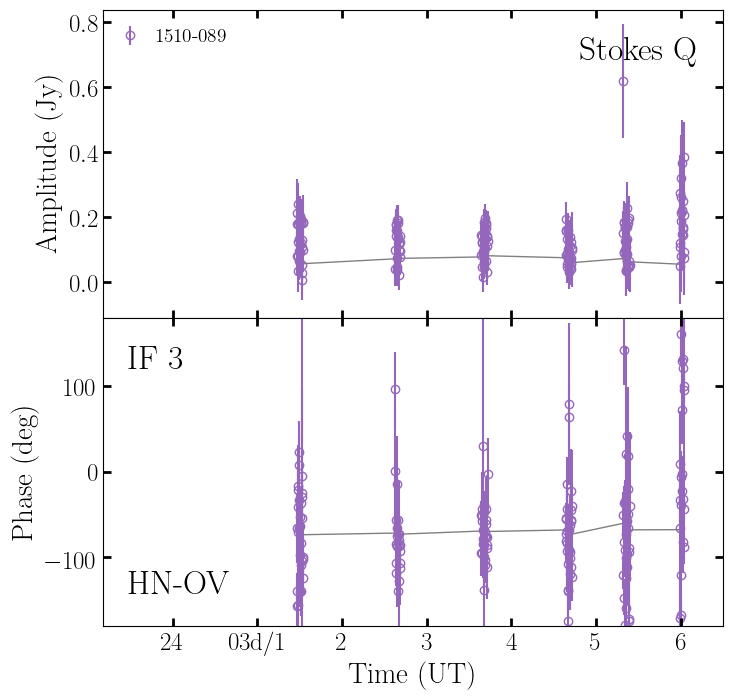 1510-089
Stokes Q
Amplitude (Jy)
0.8
0.6
0.4
0.2
0.0
IF 3
HN-OV
Phase (deg)
100
0
−100
24 03d/1 2 3 4 5 6
Time (UT)